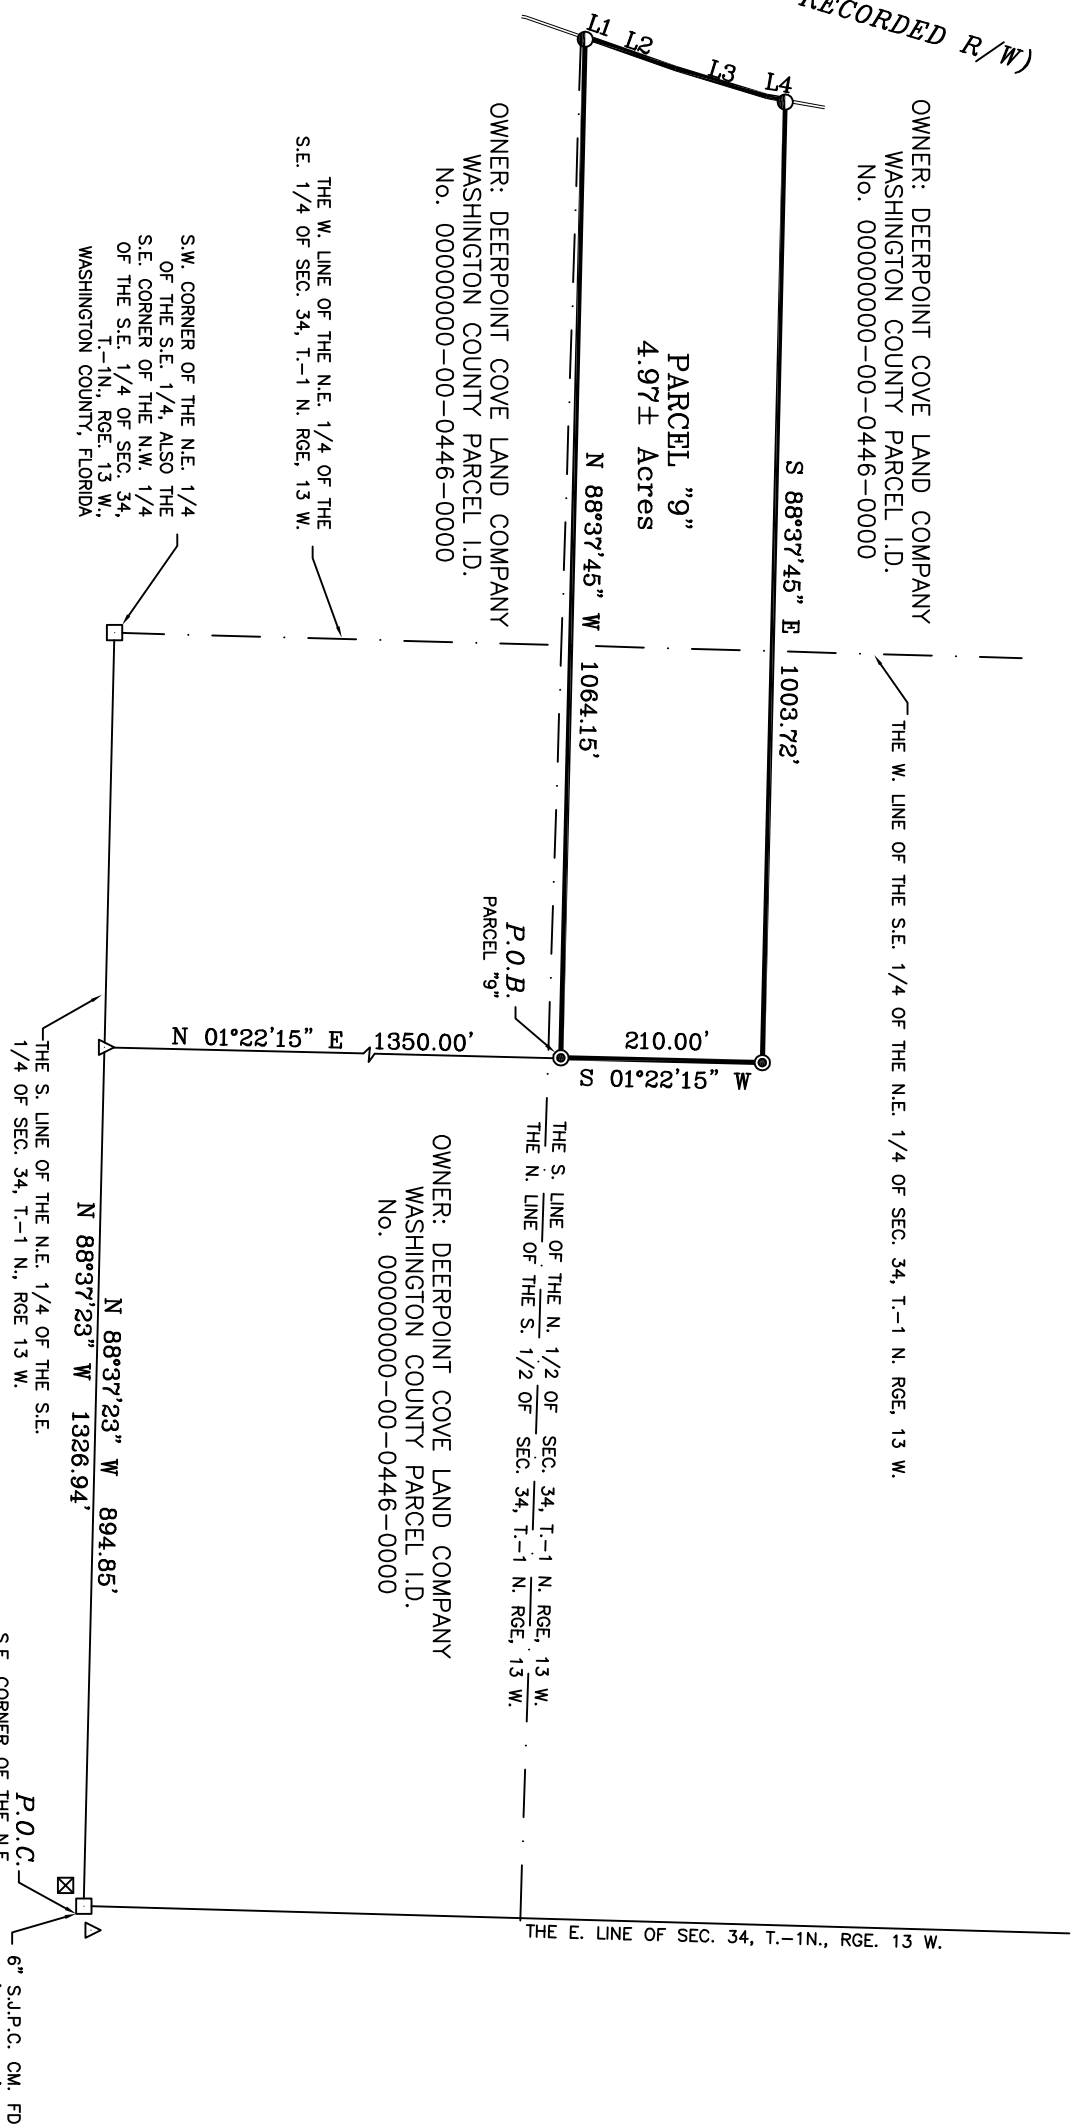 RECORDED R/W)
L1
L2
L3
L4
OWNER: DEERPOINT COVE LAND COMPANY
WASHINGTON COUNTY PARCEL I.D.
No. 00000000-00-0446-0000
THE W. LINE OF THE S.E. 1/4 OF THE N.E. 1/4 OF SEC. 34, T.-1 N. RGE, 13 W.
S 88°37'45" E 1003.72'
PARCEL "9"
4.97± Acres
210.00'
S 01°22'15" W
N 88°37'45" W 1064.15'
P.O.B.
PARCEL "9"
THE S. LINE OF THE N. 1/2 OF SEC. 34, T.-1 N. RGE, 13 W.
THE N. LINE OF THE S. 1/2 OF SEC. 34, T.-1 N. RGE, 13 W.
OWNER: DEERPOINT COVE LAND COMPANY
WASHINGTON COUNTY PARCEL I.D.
No. 00000000-00-0446-0000
OWNER: DEERPOINT COVE LAND COMPANY
WASHINGTON COUNTY PARCEL I.D.
No. 00000000-00-0446-0000
THE W. LINE OF THE N.E. 1/4 OF THE
S.E. 1/4 OF SEC. 34, T.-1 N. RGE, 13 W.
N 01°22'15" E 1350.00'
S.W. CORNER OF THE N.E. 1/4
OF THE S.E. 1/4, ALSO THE
S.E. CORNER OF THE N.W. 1/4
OF THE S.E. 1/4 OF SEC. 34,
T.-1N., RGE. 13 W.,
WASHINGTON COUNTY, FLORIDA
N 88°37'23" W 894.85'
N 88°37'23" W 1326.94'
THE S. LINE OF THE N.E. 1/4 OF THE S.E.
1/4 OF SEC. 34, T.-1 N., RGE 13 W.
THE E. LINE OF SEC. 34, T.-1N., RGE. 13 W.
P.O.C.
S.E. CORNER OF THE N.E.
6" S.J.P.C. CM. FD